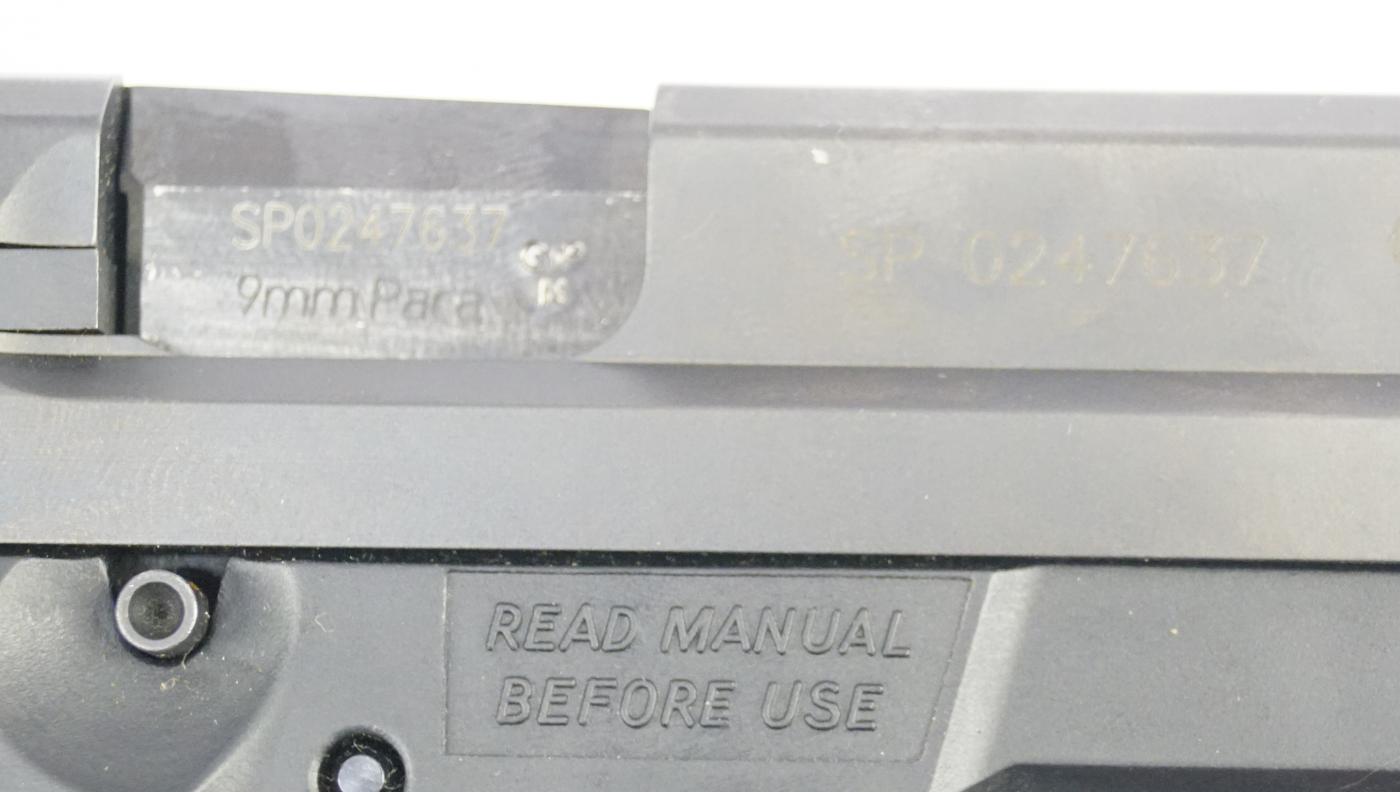 SP0247637
9mm Para
SP 0247637
READ MANUAL
BEFORE USE